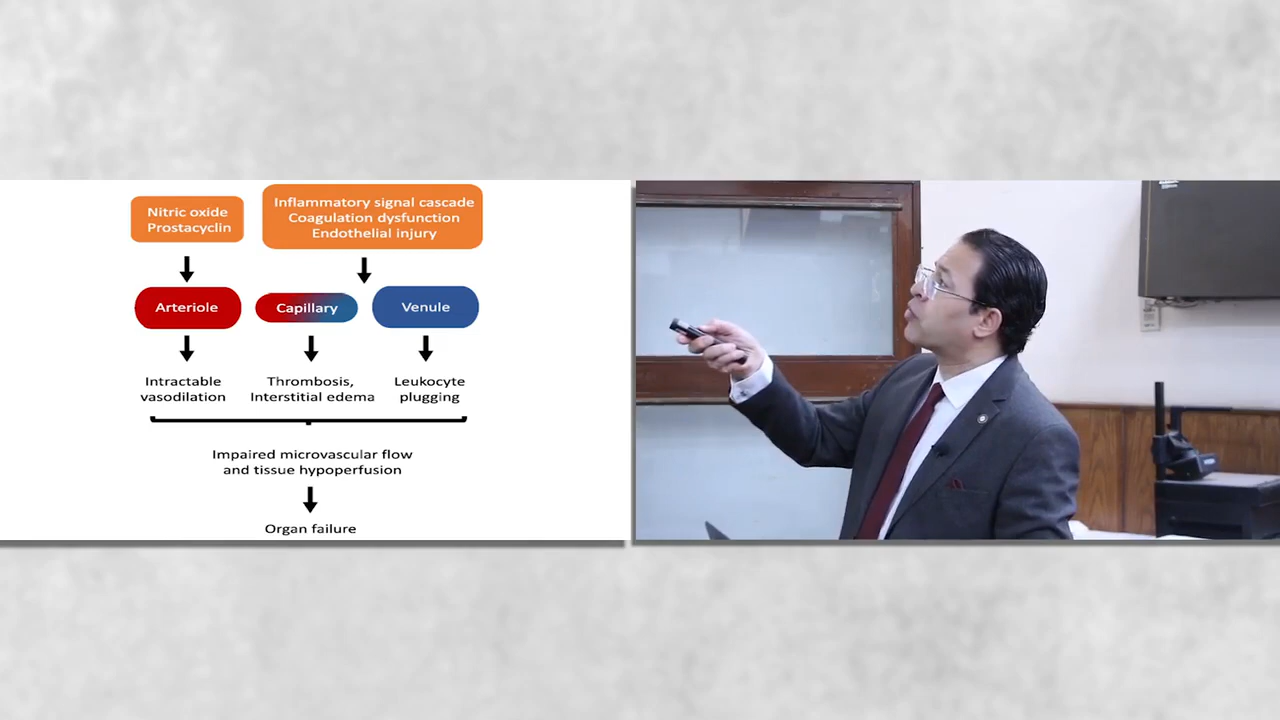 Nitric oxide
Prostacyclin
Inflammatory signal cascade
Coagulation dysfunction
Endothelial injury
Arteriole
Capillary
Venule
Intractable
vasodilation
Thrombosis,
Interstitial edema
Leukocyte
plugging
Impaired microvascular flow
and tissue hypoperfusion
Organ failure